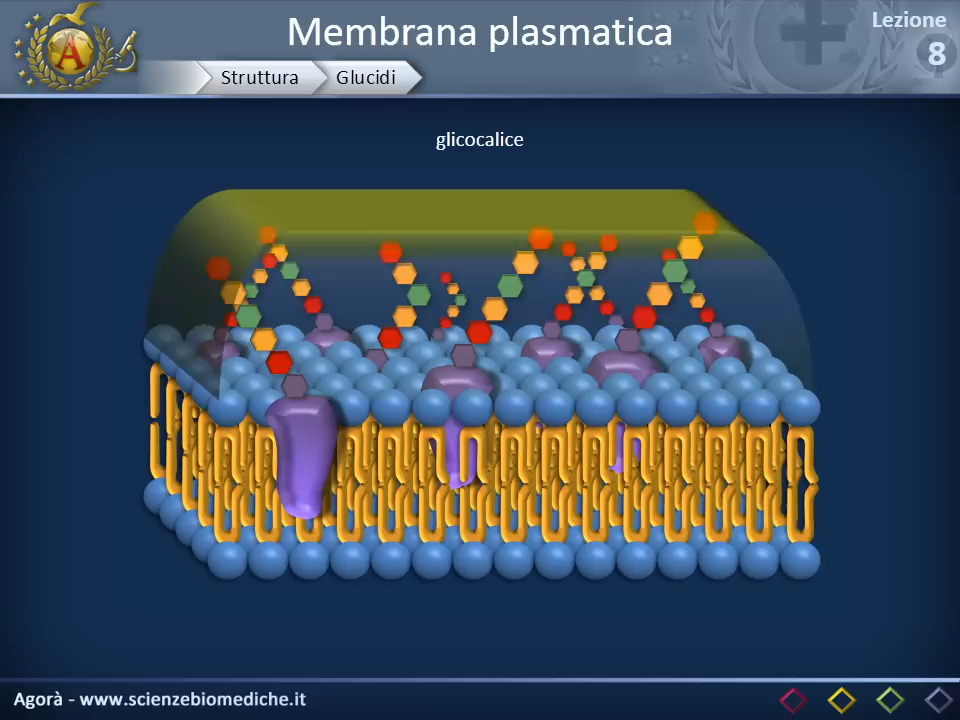 Membrana plasmatica
Lezione
8
Struttura
Glucidi
glicocalice
A
Agorà - www.scienzebiomediche.it